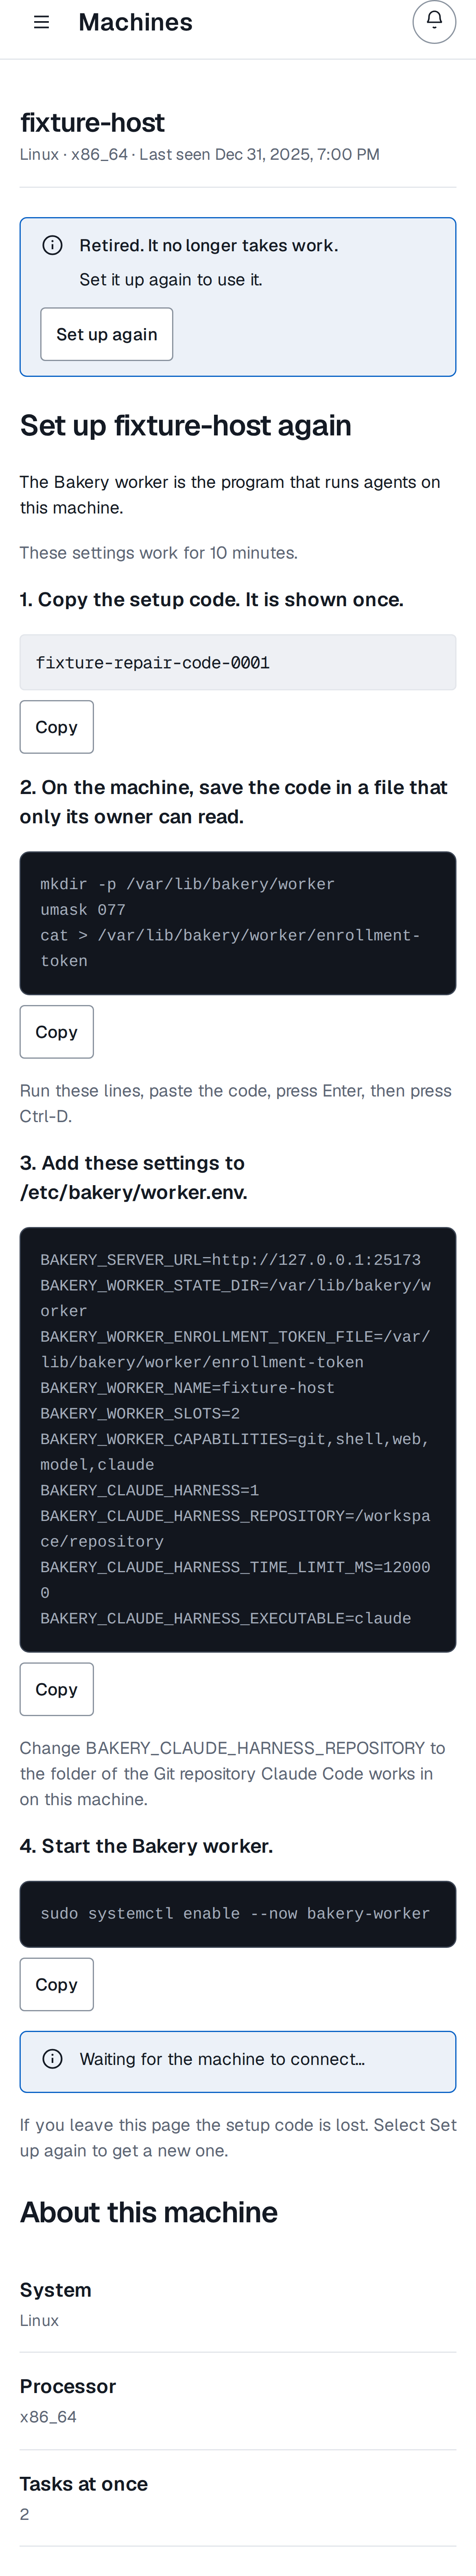 Machines
fixture-host
Linux · x86_64 · Last seen Dec 31, 2025, 7:00 PM
Retired. It no longer takes work.
Set it up again to use it.
Set up again
Set up fixture-host again
The Bakery worker is the program that runs agents on
this machine.
These settings work for 10 minutes.
1. Copy the setup code. It is shown once.
fixture-repair-code-0001
Copy
2. On the machine, save the code in a file that
only its owner can read.
mkdir -p /var/lib/bakery/worker
umask 077
cat > /var/lib/bakery/worker/enrollment-
token
Copy
Run these lines, paste the code, press Enter, then press
Ctrl-D.
3. Add these settings to
/etc/bakery/worker.env.
BAKERY_SERVER_URL=http://127.0.0.1:25173
BAKERY_WORKER_STATE_DIR=/var/lib/bakery/w
orker
BAKERY_WORKER_ENROLLMENT_TOKEN_FILE=/var/
lib/bakery/worker/enrollment-token
BAKERY_WORKER_NAME=fixture-host
BAKERY_WORKER_SLOTS=2
BAKERY_WORKER_CAPABILITIES=git,shell,web,
model,claude
BAKERY_CLAUDE_HARNESS=1
BAKERY_CLAUDE_HARNESS_REPOSITORY=/workspa
ce/repository
BAKERY_CLAUDE_HARNESS_TIME_LIMIT_MS=12000
0
BAKERY_CLAUDE_HARNESS_EXECUTABLE=claude
Copy
Change BAKERY_CLAUDE_HARNESS_REPOSITORY to
the folder of the Git repository Claude Code works in
on this machine.
4. Start the Bakery worker.
sudo systemctl enable --now bakery-worker
Copy
Waiting for the machine to connect…
If you leave this page the setup code is lost. Select Set
up again to get a new one.
About this machine
System
Linux
Processor
x86_64
Tasks at once
2